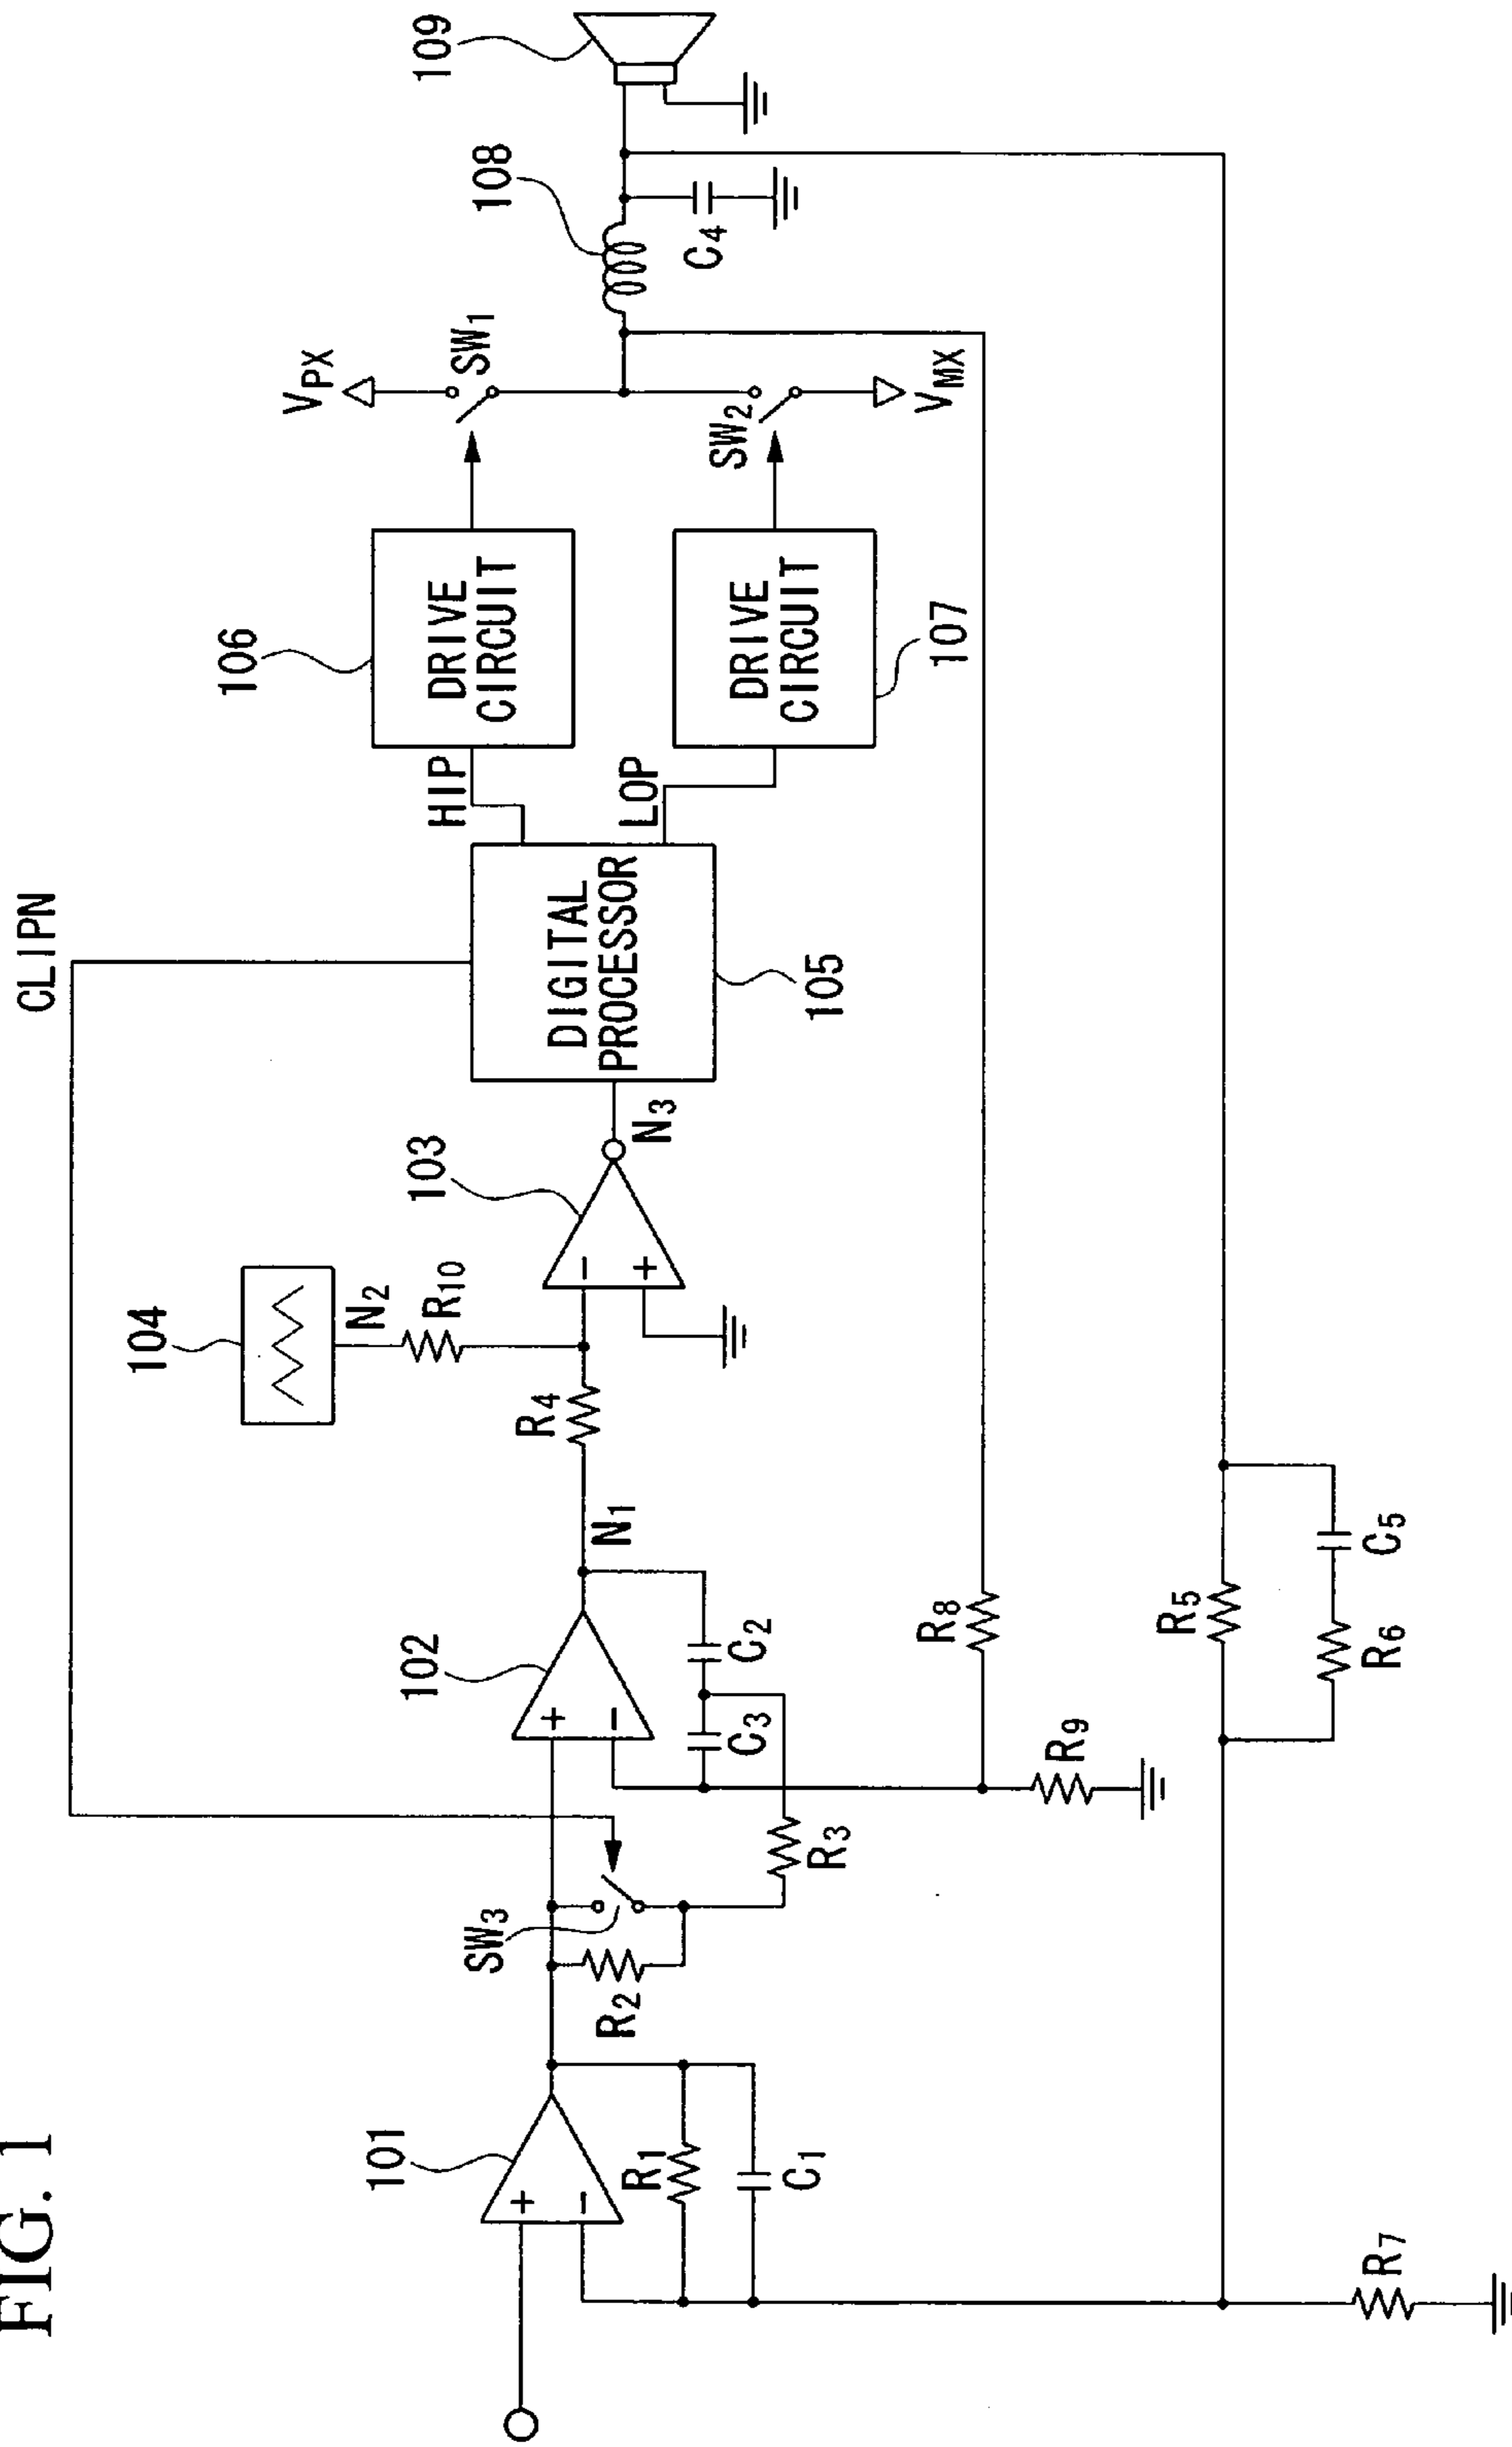 FIG. 1
CLIPN
101
+
−
R1
C1
R2
SW3
R3
102
+
−
C3
C2
N1
R4
104
N2
R10
103
−
+
N3
DIGITAL
PROCESSOR
105
HIP
LOP
106
DRIVE
CIRCUIT
DRIVE
CIRCUIT
107
VPX
SW1
SW2
VMX
108
C4
109
R8
R9
R5
R6
C5
R7